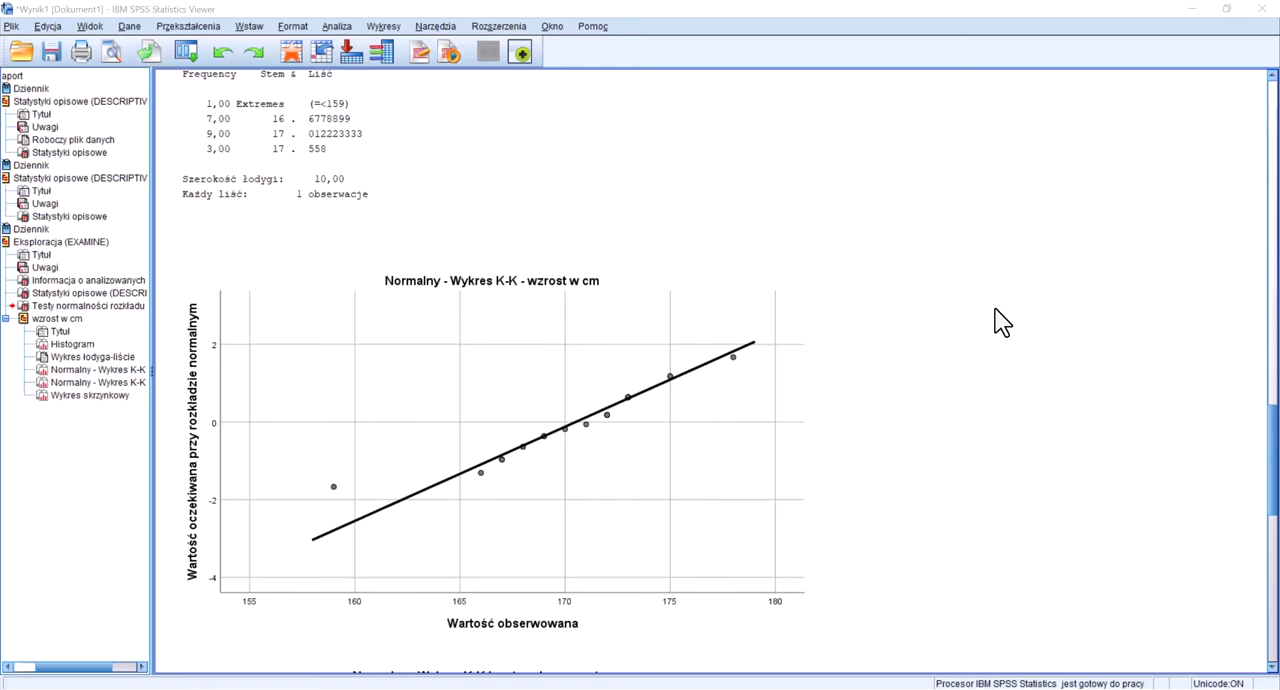 *Wynik1 [Dokument1] - IBM SPSS Statistics Viewer
Plik Edycja Widok Dane Przekształcenia Wstaw Format Analiza Wykresy Narzędzia Rozszerzenia Okno Pomoc
aport
Dziennik
Statystyki opisowe (DESCRIPTIV
Tytuł
Uwagi
Roboczy plik danych
Statystyki opisowe
Dziennik
Statystyki opisowe (DESCRIPTIV
Tytuł
Uwagi
Statystyki opisowe
Dziennik
Eksploracja (EXAMINE)
Tytuł
Uwagi
Informacja o analizowanych
Statystyki opisowe (DESCRI
Testy normalności rozkładu
wzrost w cm
Tytuł
Histogram
Wykres łodyga-liście
Normalny - Wykres K-K
Normalny - Wykres K-K
Wykres skrzynkowy
Frequency Stem & Liść
1,00 Extremes (=<159)
7,00 16 . 6778899
9,00 17 . 012223333
3,00 17 . 558
Szerokość łodygi: 10,00
Każdy liść: 1 obserwacje
Normalny - Wykres K-K - wzrost w cm
Wartość oczekiwana przy rozkładzie normalnym
2
0
-2
-4
155 160 165 170 175 180
Wartość obserwowana
Procesor IBM SPSS Statistics jest gotowy do pracy Unicode:ON